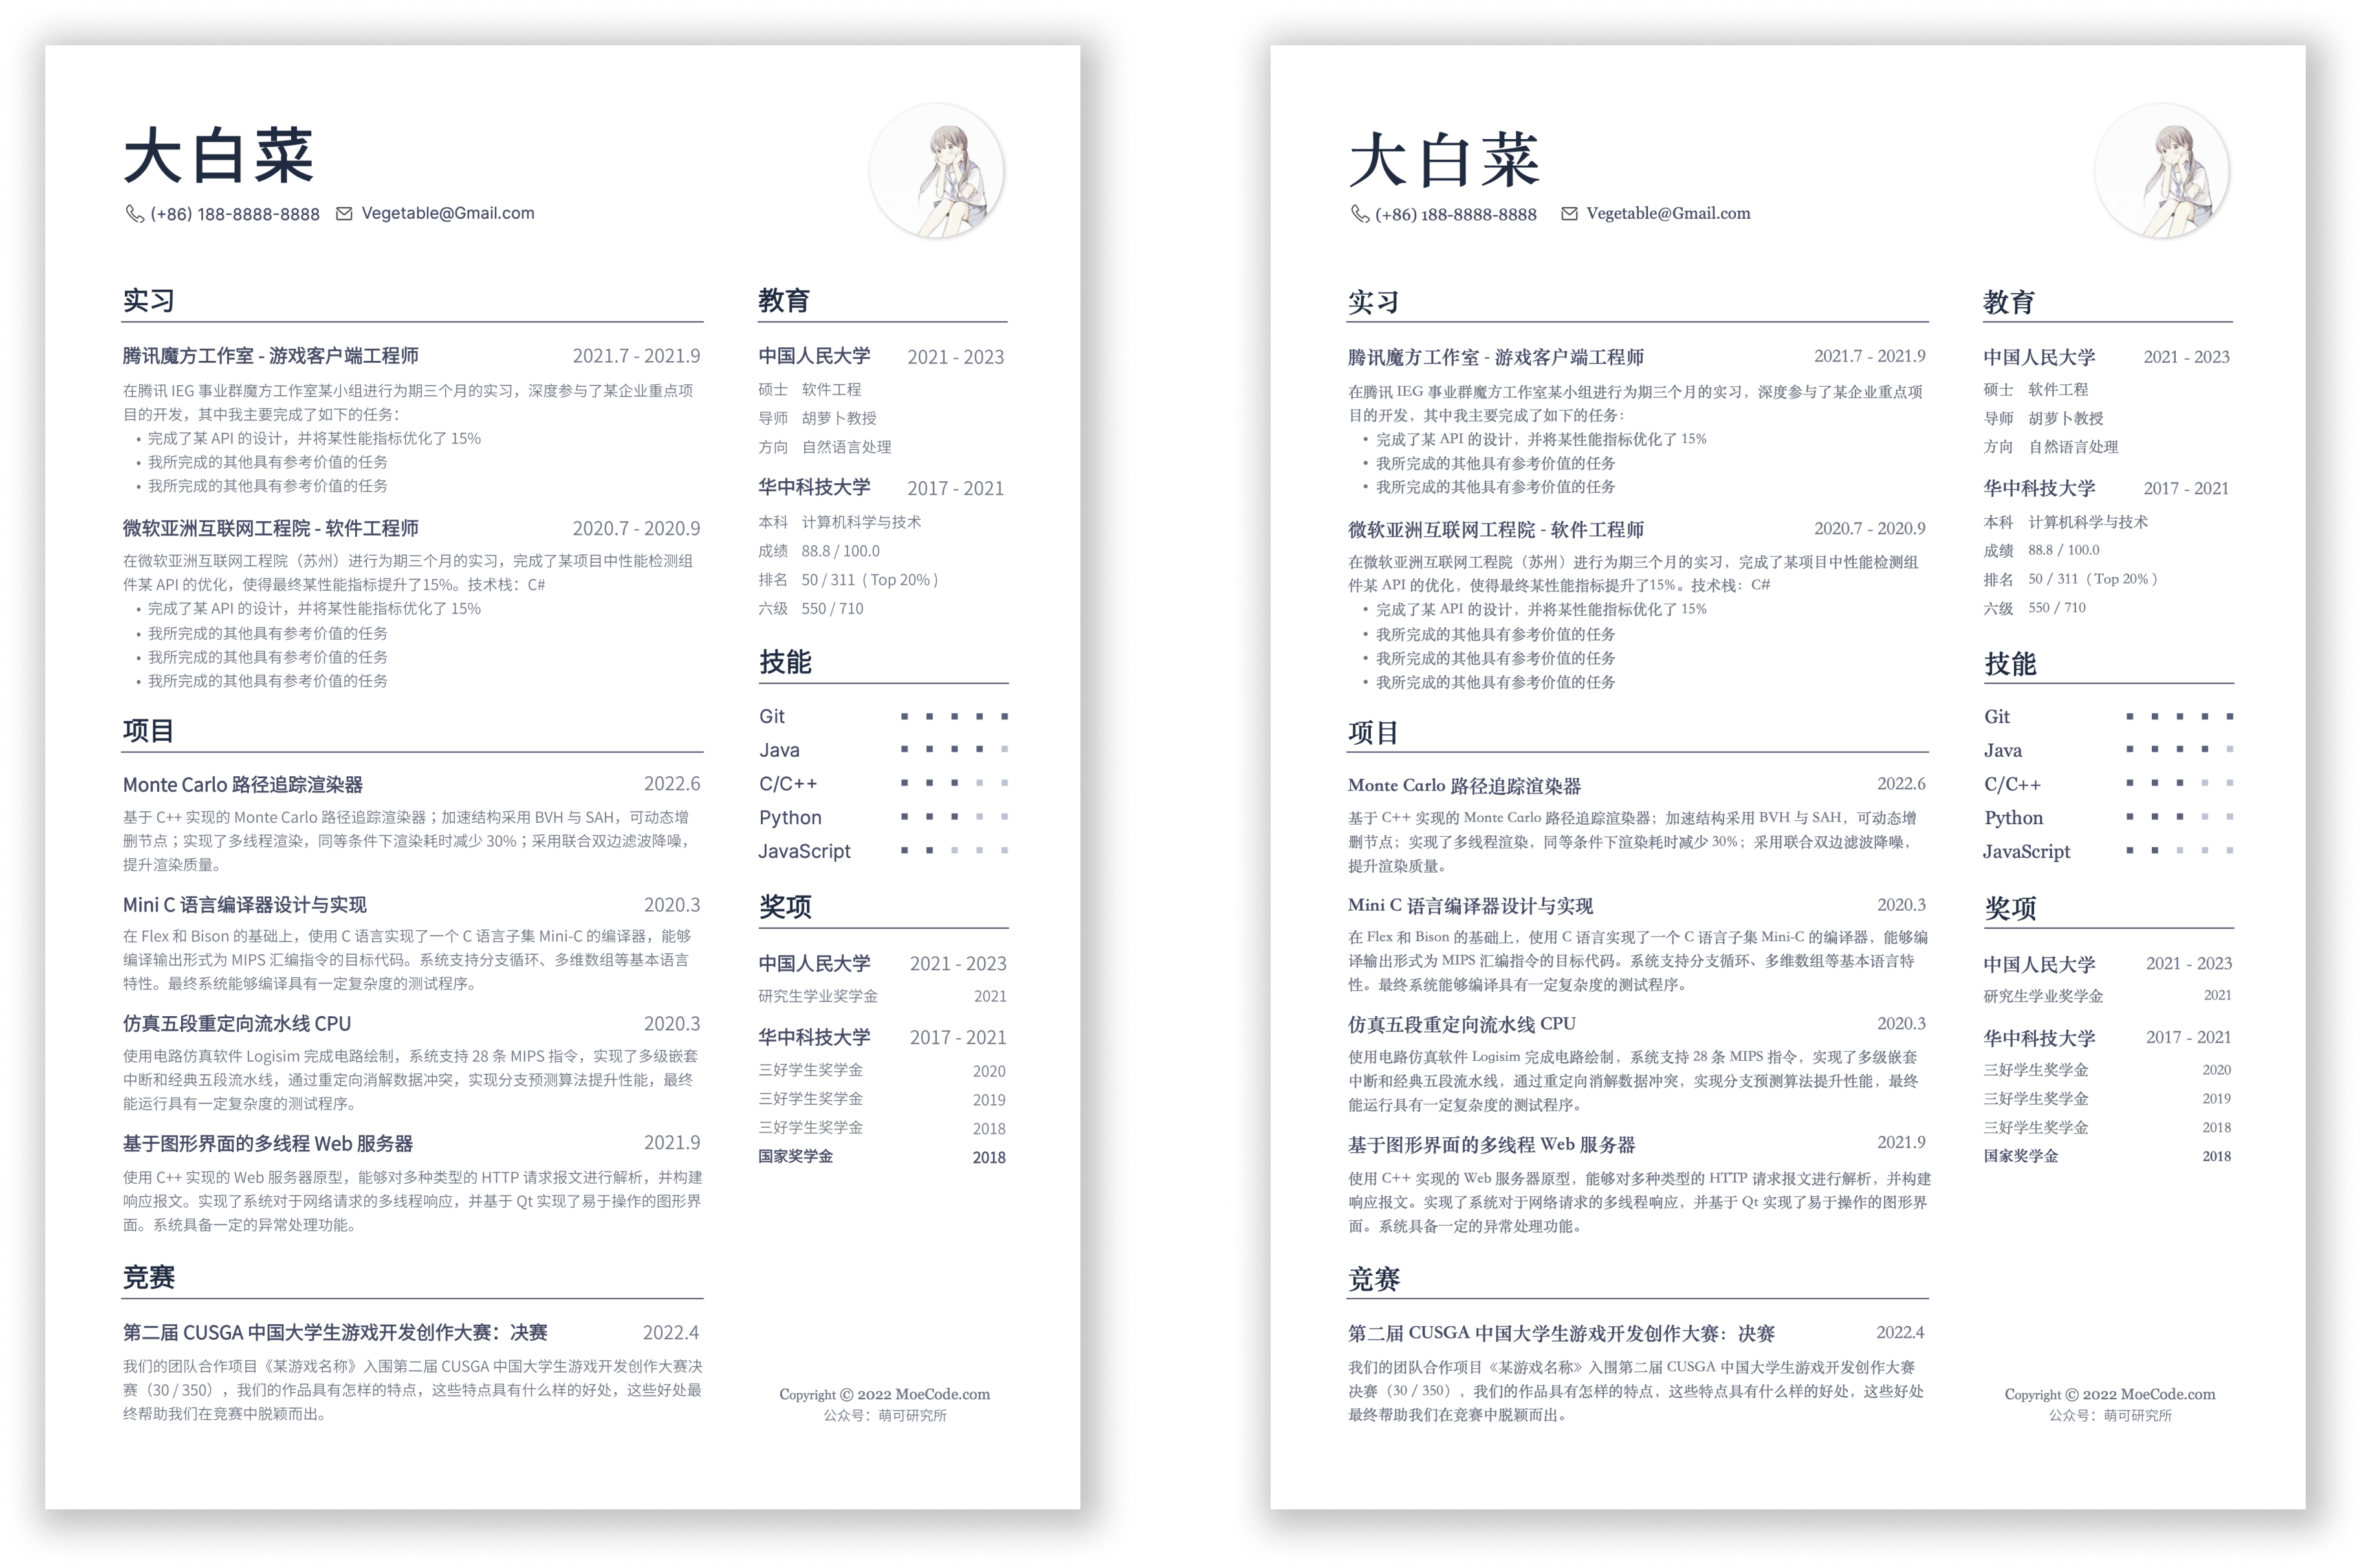 大白菜
(+86) 188-8888-8888 Vegetable@Gmail.com
实习
腾讯魔方工作室 - 游戏客户端工程师 2021.7 - 2021.9
在腾讯 IEG 事业群魔方工作室某小组进行为期三个月的实习，深度参与了某企业重点项
目的开发，其中我主要完成了如下的任务：
• 完成了某 API 的设计，并将某性能指标优化了 15%
• 我所完成的其他具有参考价值的任务
• 我所完成的其他具有参考价值的任务
微软亚洲互联网工程院 - 软件工程师 2020.7 - 2020.9
在微软亚洲互联网工程院（苏州）进行为期三个月的实习，完成了某项目中性能检测组
件某 API 的优化，使得最终某性能指标提升了15%。技术栈：C#
• 完成了某 API 的设计，并将某性能指标优化了 15%
• 我所完成的其他具有参考价值的任务
• 我所完成的其他具有参考价值的任务
• 我所完成的其他具有参考价值的任务
项目
Monte Carlo 路径追踪渲染器 2022.6
基于 C++ 实现的 Monte Carlo 路径追踪渲染器；加速结构采用 BVH 与 SAH，可动态增
删节点；实现了多线程渲染，同等条件下渲染耗时减少 30%；采用联合双边滤波降噪，
提升渲染质量。
Mini C 语言编译器设计与实现 2020.3
在 Flex 和 Bison 的基础上，使用 C 语言实现了一个 C 语言子集 Mini-C 的编译器，能够
编译输出形式为 MIPS 汇编指令的目标代码。系统支持分支循环、多维数组等基本语言
特性。最终系统能够编译具有一定复杂度的测试程序。
仿真五段重定向流水线 CPU 2020.3
使用电路仿真软件 Logisim 完成电路绘制，系统支持 28 条 MIPS 指令，实现了多级嵌套
中断和经典五段流水线，通过重定向消解数据冲突，实现分支预测算法提升性能，最终
能运行具有一定复杂度的测试程序。
基于图形界面的多线程 Web 服务器 2021.9
使用 C++ 实现的 Web 服务器原型，能够对多种类型的 HTTP 请求报文进行解析，并构建
响应报文。实现了系统对于网络请求的多线程响应，并基于 Qt 实现了易于操作的图形界
面。系统具备一定的异常处理功能。
竞赛
第二届 CUSGA 中国大学生游戏开发创作大赛：决赛 2022.4
我们的团队合作项目《某游戏名称》入围第二届 CUSGA 中国大学生游戏开发创作大赛决
赛（30 / 350），我们的作品具有怎样的特点，这些特点具有什么样的好处，这些好处最
终帮助我们在竞赛中脱颖而出。
教育
中国人民大学 2021 - 2023
硕士 软件工程
导师 胡萝卜教授
方向 自然语言处理
华中科技大学 2017 - 2021
本科 计算机科学与技术
成绩 88.8 / 100.0
排名 50 / 311（Top 20%）
六级 550 / 710
技能
Git
Java
C/C++
Python
JavaScript
奖项
中国人民大学 2021 - 2023
研究生学业奖学金 2021
华中科技大学 2017 - 2021
三好学生奖学金 2020
三好学生奖学金 2019
三好学生奖学金 2018
国家奖学金 2018
Copyright © 2022 MoeCode.com
公众号：萌可研究所
大白菜
(+86) 188-8888-8888 Vegetable@Gmail.com
实习
腾讯魔方工作室 - 游戏客户端工程师 2021.7 - 2021.9
在腾讯 IEG 事业群魔方工作室某小组进行为期三个月的实习，深度参与了某企业重点项
目的开发，其中我主要完成了如下的任务：
• 完成了某 API 的设计，并将某性能指标优化了 15%
• 我所完成的其他具有参考价值的任务
• 我所完成的其他具有参考价值的任务
微软亚洲互联网工程院 - 软件工程师 2020.7 - 2020.9
在微软亚洲互联网工程院（苏州）进行为期三个月的实习，完成了某项目中性能检测组
件某 API 的优化，使得最终某性能指标提升了15%。技术栈：C#
• 完成了某 API 的设计，并将某性能指标优化了 15%
• 我所完成的其他具有参考价值的任务
• 我所完成的其他具有参考价值的任务
• 我所完成的其他具有参考价值的任务
项目
Monte Carlo 路径追踪渲染器 2022.6
基于 C++ 实现的 Monte Carlo 路径追踪渲染器；加速结构采用 BVH 与 SAH，可动态增
删节点；实现了多线程渲染，同等条件下渲染耗时减少 30%；采用联合双边滤波降噪，
提升渲染质量。
Mini C 语言编译器设计与实现 2020.3
在 Flex 和 Bison 的基础上，使用 C 语言实现了一个 C 语言子集 Mini-C 的编译器，能够编
译输出形式为 MIPS 汇编指令的目标代码。系统支持分支循环、多维数组等基本语言特
性。最终系统能够编译具有一定复杂度的测试程序。
仿真五段重定向流水线 CPU 2020.3
使用电路仿真软件 Logisim 完成电路绘制，系统支持 28 条 MIPS 指令，实现了多级嵌套
中断和经典五段流水线，通过重定向消解数据冲突，实现分支预测算法提升性能，最终
能运行具有一定复杂度的测试程序。
基于图形界面的多线程 Web 服务器 2021.9
使用 C++ 实现的 Web 服务器原型，能够对多种类型的 HTTP 请求报文进行解析，并构建
响应报文。实现了系统对于网络请求的多线程响应，并基于 Qt 实现了易于操作的图形界
面。系统具备一定的异常处理功能。
竞赛
第二届 CUSGA 中国大学生游戏开发创作大赛：决赛 2022.4
我们的团队合作项目《某游戏名称》入围第二届 CUSGA 中国大学生游戏开发创作大赛
决赛（30 / 350），我们的作品具有怎样的特点，这些特点具有什么样的好处，这些好处
最终帮助我们在竞赛中脱颖而出。
教育
中国人民大学 2021 - 2023
硕士 软件工程
导师 胡萝卜教授
方向 自然语言处理
华中科技大学 2017 - 2021
本科 计算机科学与技术
成绩 88.8 / 100.0
排名 50 / 311（Top 20%）
六级 550 / 710
技能
Git
Java
C/C++
Python
JavaScript
奖项
中国人民大学 2021 - 2023
研究生学业奖学金 2021
华中科技大学 2017 - 2021
三好学生奖学金 2020
三好学生奖学金 2019
三好学生奖学金 2018
国家奖学金 2018
Copyright © 2022 MoeCode.com
公众号：萌可研究所